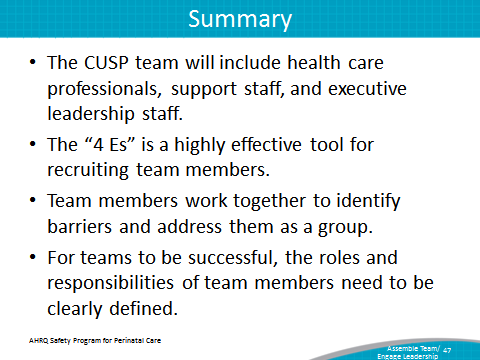 Summary
• The CUSP team will include health care
professionals, support staff, and executive
leadership staff.
• The “4 Es” is a highly effective tool for
recruiting team members.
• Team members work together to identify
barriers and address them as a group.
• For teams to be successful, the roles and
responsibilities of team members need to be
clearly defined.
AHRQ Safety Program for Perinatal Care
Assemble Team/
Engage Leadership
47